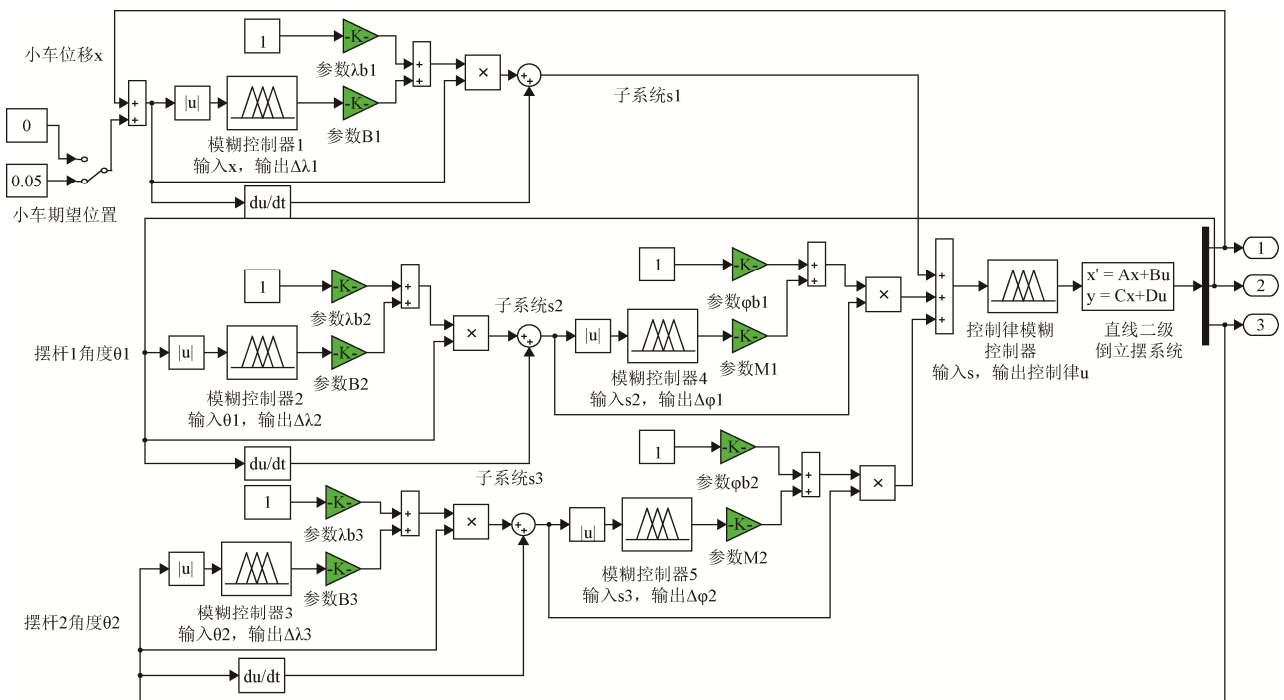 小车位移x
0
0.05
小车期望位置
+
+
|u|
模糊控制器1
输入x，输出Δλ1
1
-K-
参数λb1
-K-
参数B1
+
+
×
+
+
du/dt
子系统s1
摆杆1角度θ1
|u|
模糊控制器2
输入θ1，输出Δλ2
1
-K-
参数λb2
-K-
参数B2
+
+
×
子系统s2
+
+
du/dt
|u|
模糊控制器4
输入s2，输出Δφ1
1
-K-
参数φb1
-K-
参数M1
+
+
×
摆杆2角度θ2
|u|
模糊控制器3
输入θ2，输出Δλ3
1
-K-
参数λb3
-K-
参数B3
+
+
×
子系统s3
+
+
du/dt
|u|
模糊控制器5
输入s3，输出Δφ2
1
-K-
参数φb2
-K-
参数M2
+
+
×
+
+
+
控制律模糊
控制器
输入s，输出控制律u
x' = Ax+Bu
y = Cx+Du
直线二级
倒立摆系统
1
2
3